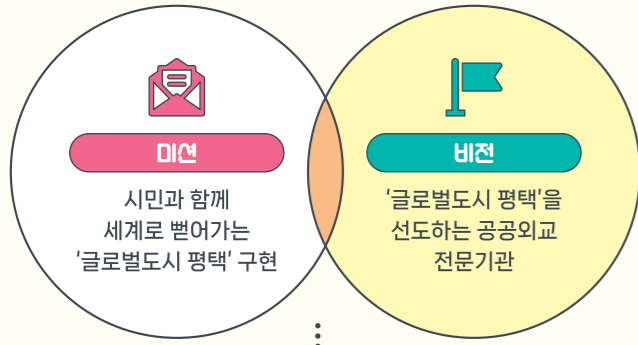 미션
시민과 함께
세계로 뻗어가는
'글로벌도시 평택' 구현
비전
'글로벌도시 평택'을
선도하는 공공외교
전문기관